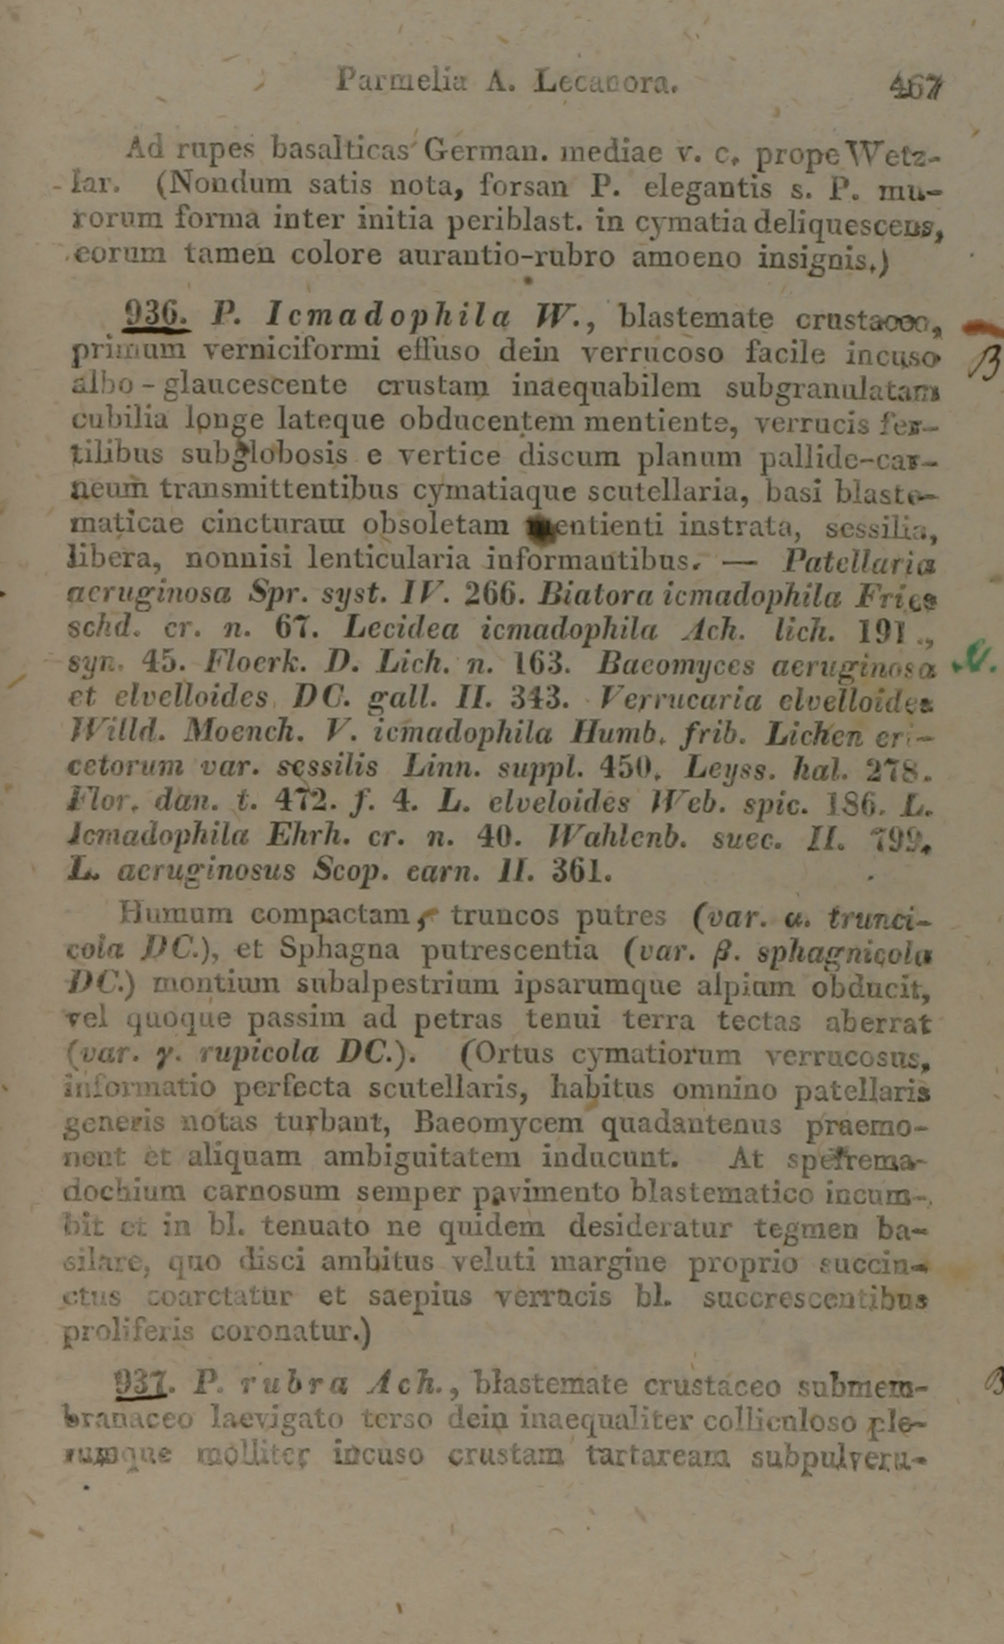 Parmelia A. Lecanora. 467
Ad rupes basalticas German. mediae v. c. prope Wetz-
lar. (Nondum satis nota, forsan P. elegantis s. P. mu-
rorum forma inter initia periblast. in cymatia deliquescens,
eorum tamen colore aurantio-rubro amoeno insignis.)
936. P. Icmadophila W., blastemate crustaceo,
primum verniciformi effuso dein verrucoso facile incuso
albo-glaucescente crustam inaequabilem subgranulatam
cubilia longe lateque obducentem mentiente, verrucis fer-
tilibus subglobosis e vertice discum planum pallide-car-
neum transmittentibus cymatiaque scutellaria, basi blaste-
maticae cincturam obsoletam mentienti instrata, sessilia,
libera, nonnisi lenticularia informantibus. — Patellaria
aeruginosa Spr. syst. IV. 266. Biatora icmadophila Fries
schd. cr. n. 67. Lecidea icmadophila Ach. lich. 191.,
syn. 45. Floerk. D. Lich. n. 163. Baeomyces aeruginosa
et elvelloides DC. gall. II. 343. Verrucaria elvelloides
Willd. Moench. V. icmadophila Humb. frib. Lichen eri-
cetorum var. sessilis Linn. suppl. 450. Leyss. hal. 278.
Flor. dan. t. 472. f. 4. L. elveloides Web. spic. 186. L.
Icmadophila Ehrh. cr. n. 40. Wahlenb. suec. II. 799.
L. aeruginosus Scop. carn. II. 361.
Humum compactam, truncos putres (var. α. trunci-
cola DC.), et Sphagna putrescentia (var. β. sphagnicola
DC.) montium subalpestrium ipsarumque alpium obducit,
vel quoque passim ad petras tenui terra tectas aberrat
(var. γ. rupicola DC.). (Ortus cymatiorum verrucosus,
informatio perfecta scutellaris, habitus omnino patellaris
generis notas turbant, Baeomycem quadantenus praemo-
nent et aliquam ambiguitatem inducunt. At spetrema-
dochium carnosum semper pavimento blastematico incum-
bit et in bl. tenuato ne quidem desideratur tegmen ba-
silare, quo disci ambitus veluti margine proprio succin-
ctus coarctatur et saepius verrucis bl. succrescentibus
proliferis coronatur.)
937. P. rubra Ach., blastemate crustaceo submem-
branaceo laevigato terso dein inaequaliter colliculoso ple-
rumque molliter incuso crustam tartaream subpulveru-
B
B